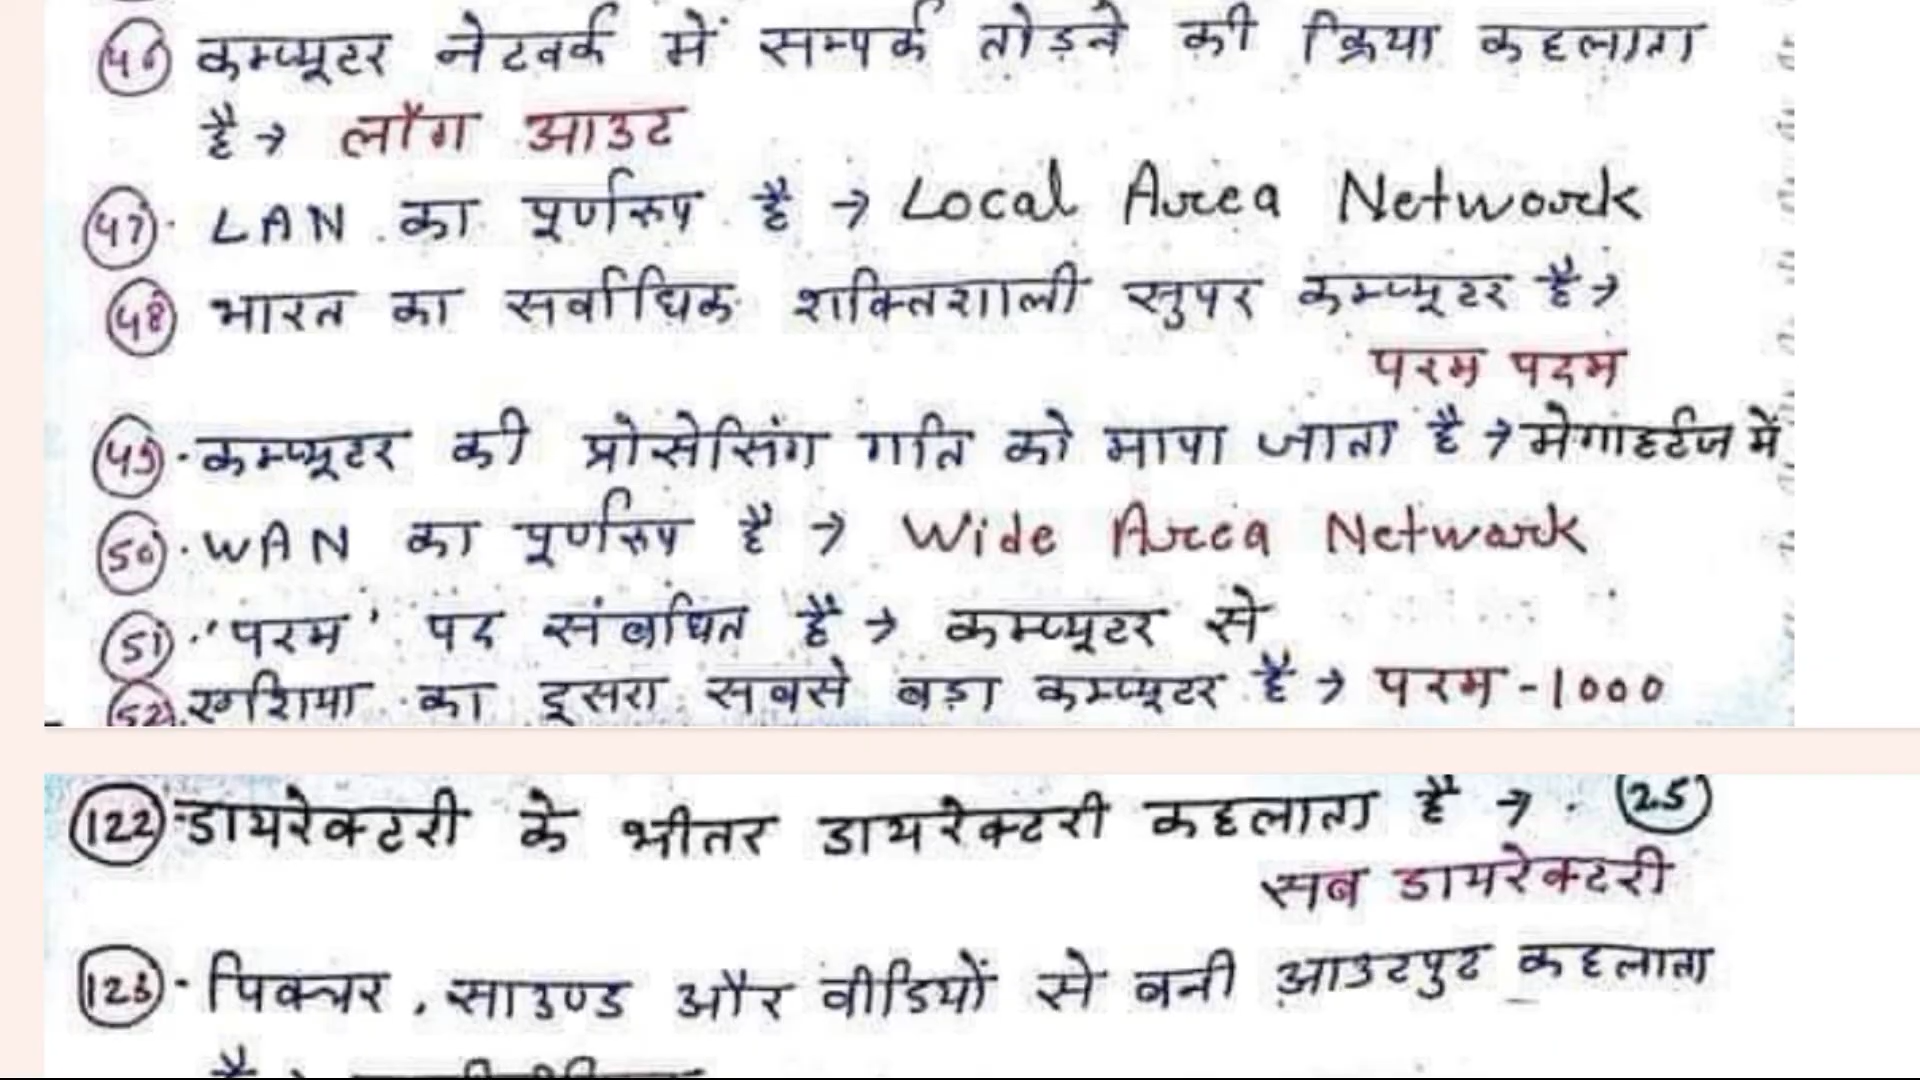 46 कम्प्यूटर नेटवर्क में सम्पर्क तोड़ने की क्रिया कहलाता
है → लॉग आउट
47. LAN का पूर्णरुप है → Local Area Network
48 भारत का सर्वाधिक शक्तिशाली सुपर कम्प्यूटर है →
परम पदम
49. कम्प्यूटर की प्रोसेसिंग गति को मापा जाता है → मेगाहर्टज में
50. WAN का पूर्णरुप है → Wide Area Network
51. 'परम' पद संबंधित है → कम्प्यूटर से
52. एशिया का दूसरा सबसे बड़ा कम्प्यूटर है → परम -1000
122 डायरेक्टरी के भीतर डायरेक्टरी कहलाता है → 25
सब डायरेक्टरी
123 - पिक्चर, साउण्ड और वीडियों से बनी आउटपुट कहलाता
है